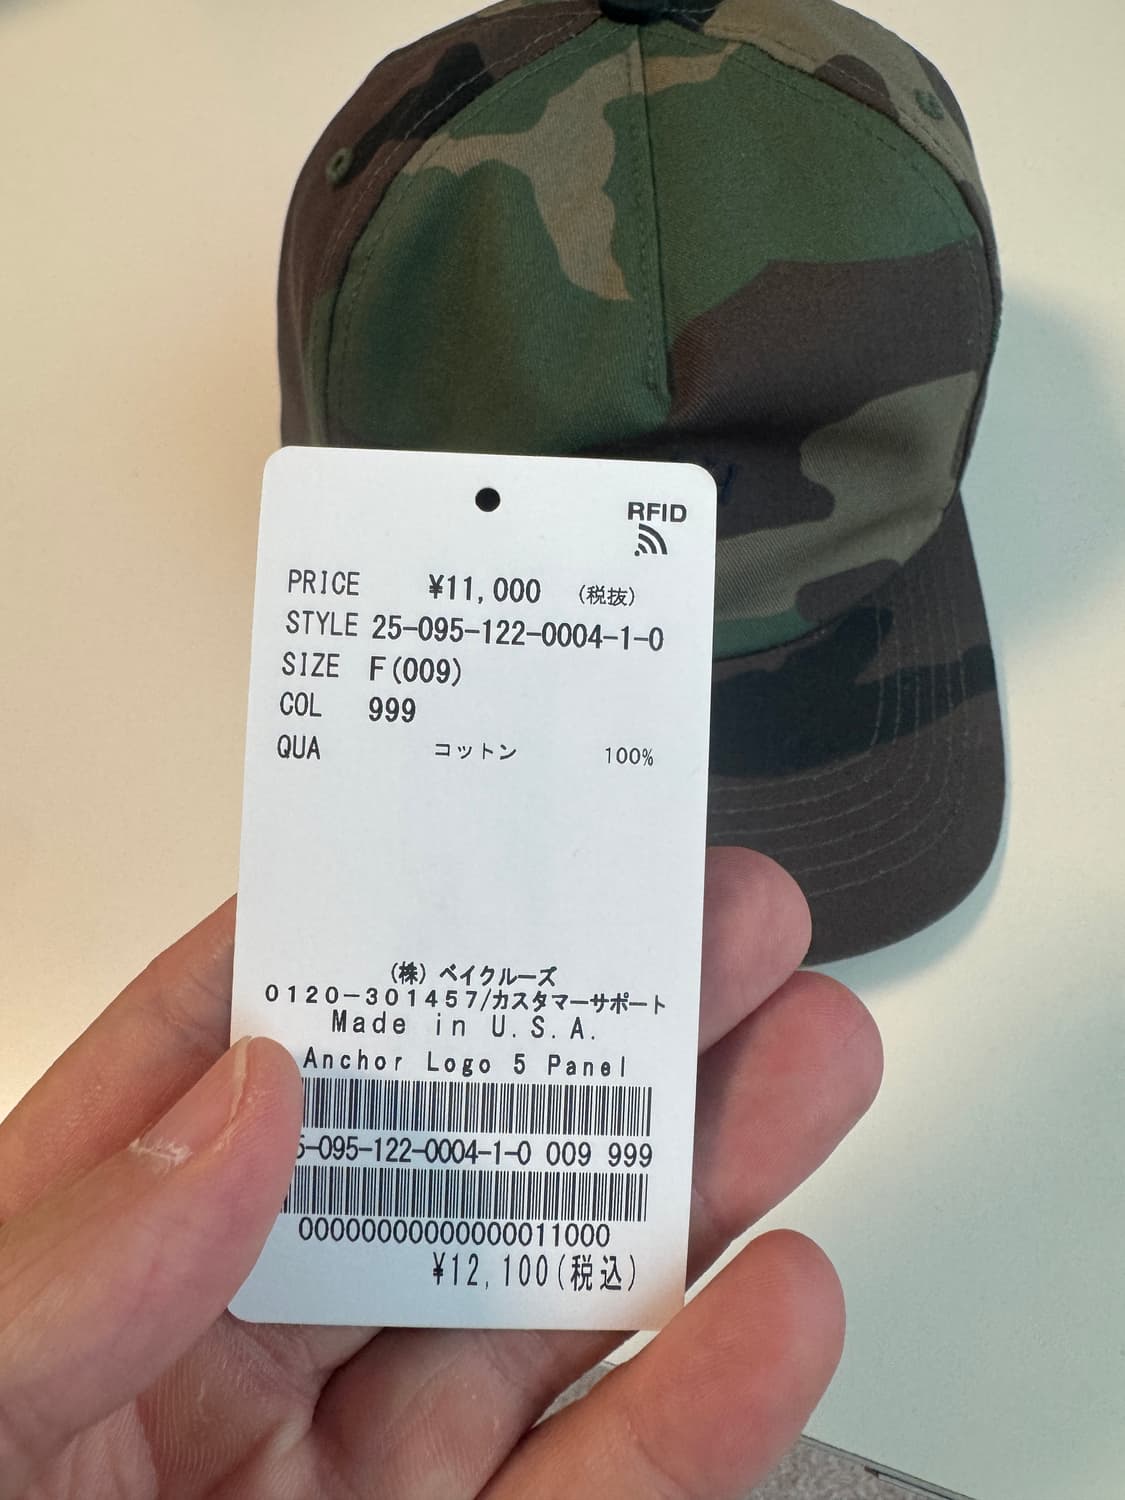 RFID
PRICE ¥11,000 (税抜)
STYLE 25-095-122-0004-1-0
SIZE F(009)
COL 999
QUA コットン 100%
(株)ベイクルーズ
0120-301457/カスタマーサポート
Made in U.S.A.
Anchor Logo 5 Panel
5-095-122-0004-1-0 009 999
00000000000000011000
¥12,100(税込)